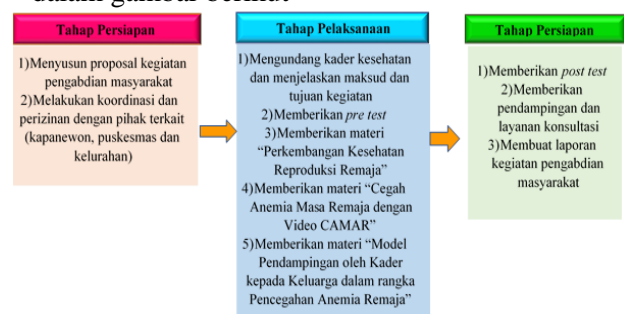 dalam gambar berikut
Tahap Persiapan
1)Menyusun proposal kegiatan
pengabdian masyarakat
2)Melakukan koordinasi dan
perizinan dengan pihak terkait
(kapanewon, puskesmas dan
kelurahan)
Tahap Pelaksanaan
1)Mengundang kader kesehatan
dan menjelaskan maksud dan
tujuan kegiatan
2)Memberikan pre test
3)Memberikan materi
“Perkembangan Kesehatan
Reproduksi Remaja”
4)Memberikan materi “Cegah
Anemia Masa Remaja dengan
Video CAMAR”
5)Memberikan materi “Model
Pendampingan oleh Kader
kepada Keluarga dalam rangka
Pencegahan Anemia Remaja”
Tahap Persiapan
1)Memberikan post test
2)Memberikan
pendampingan dan
layanan konsultasi
3)Membuat laporan
kegiatan pengabdian
masyarakat